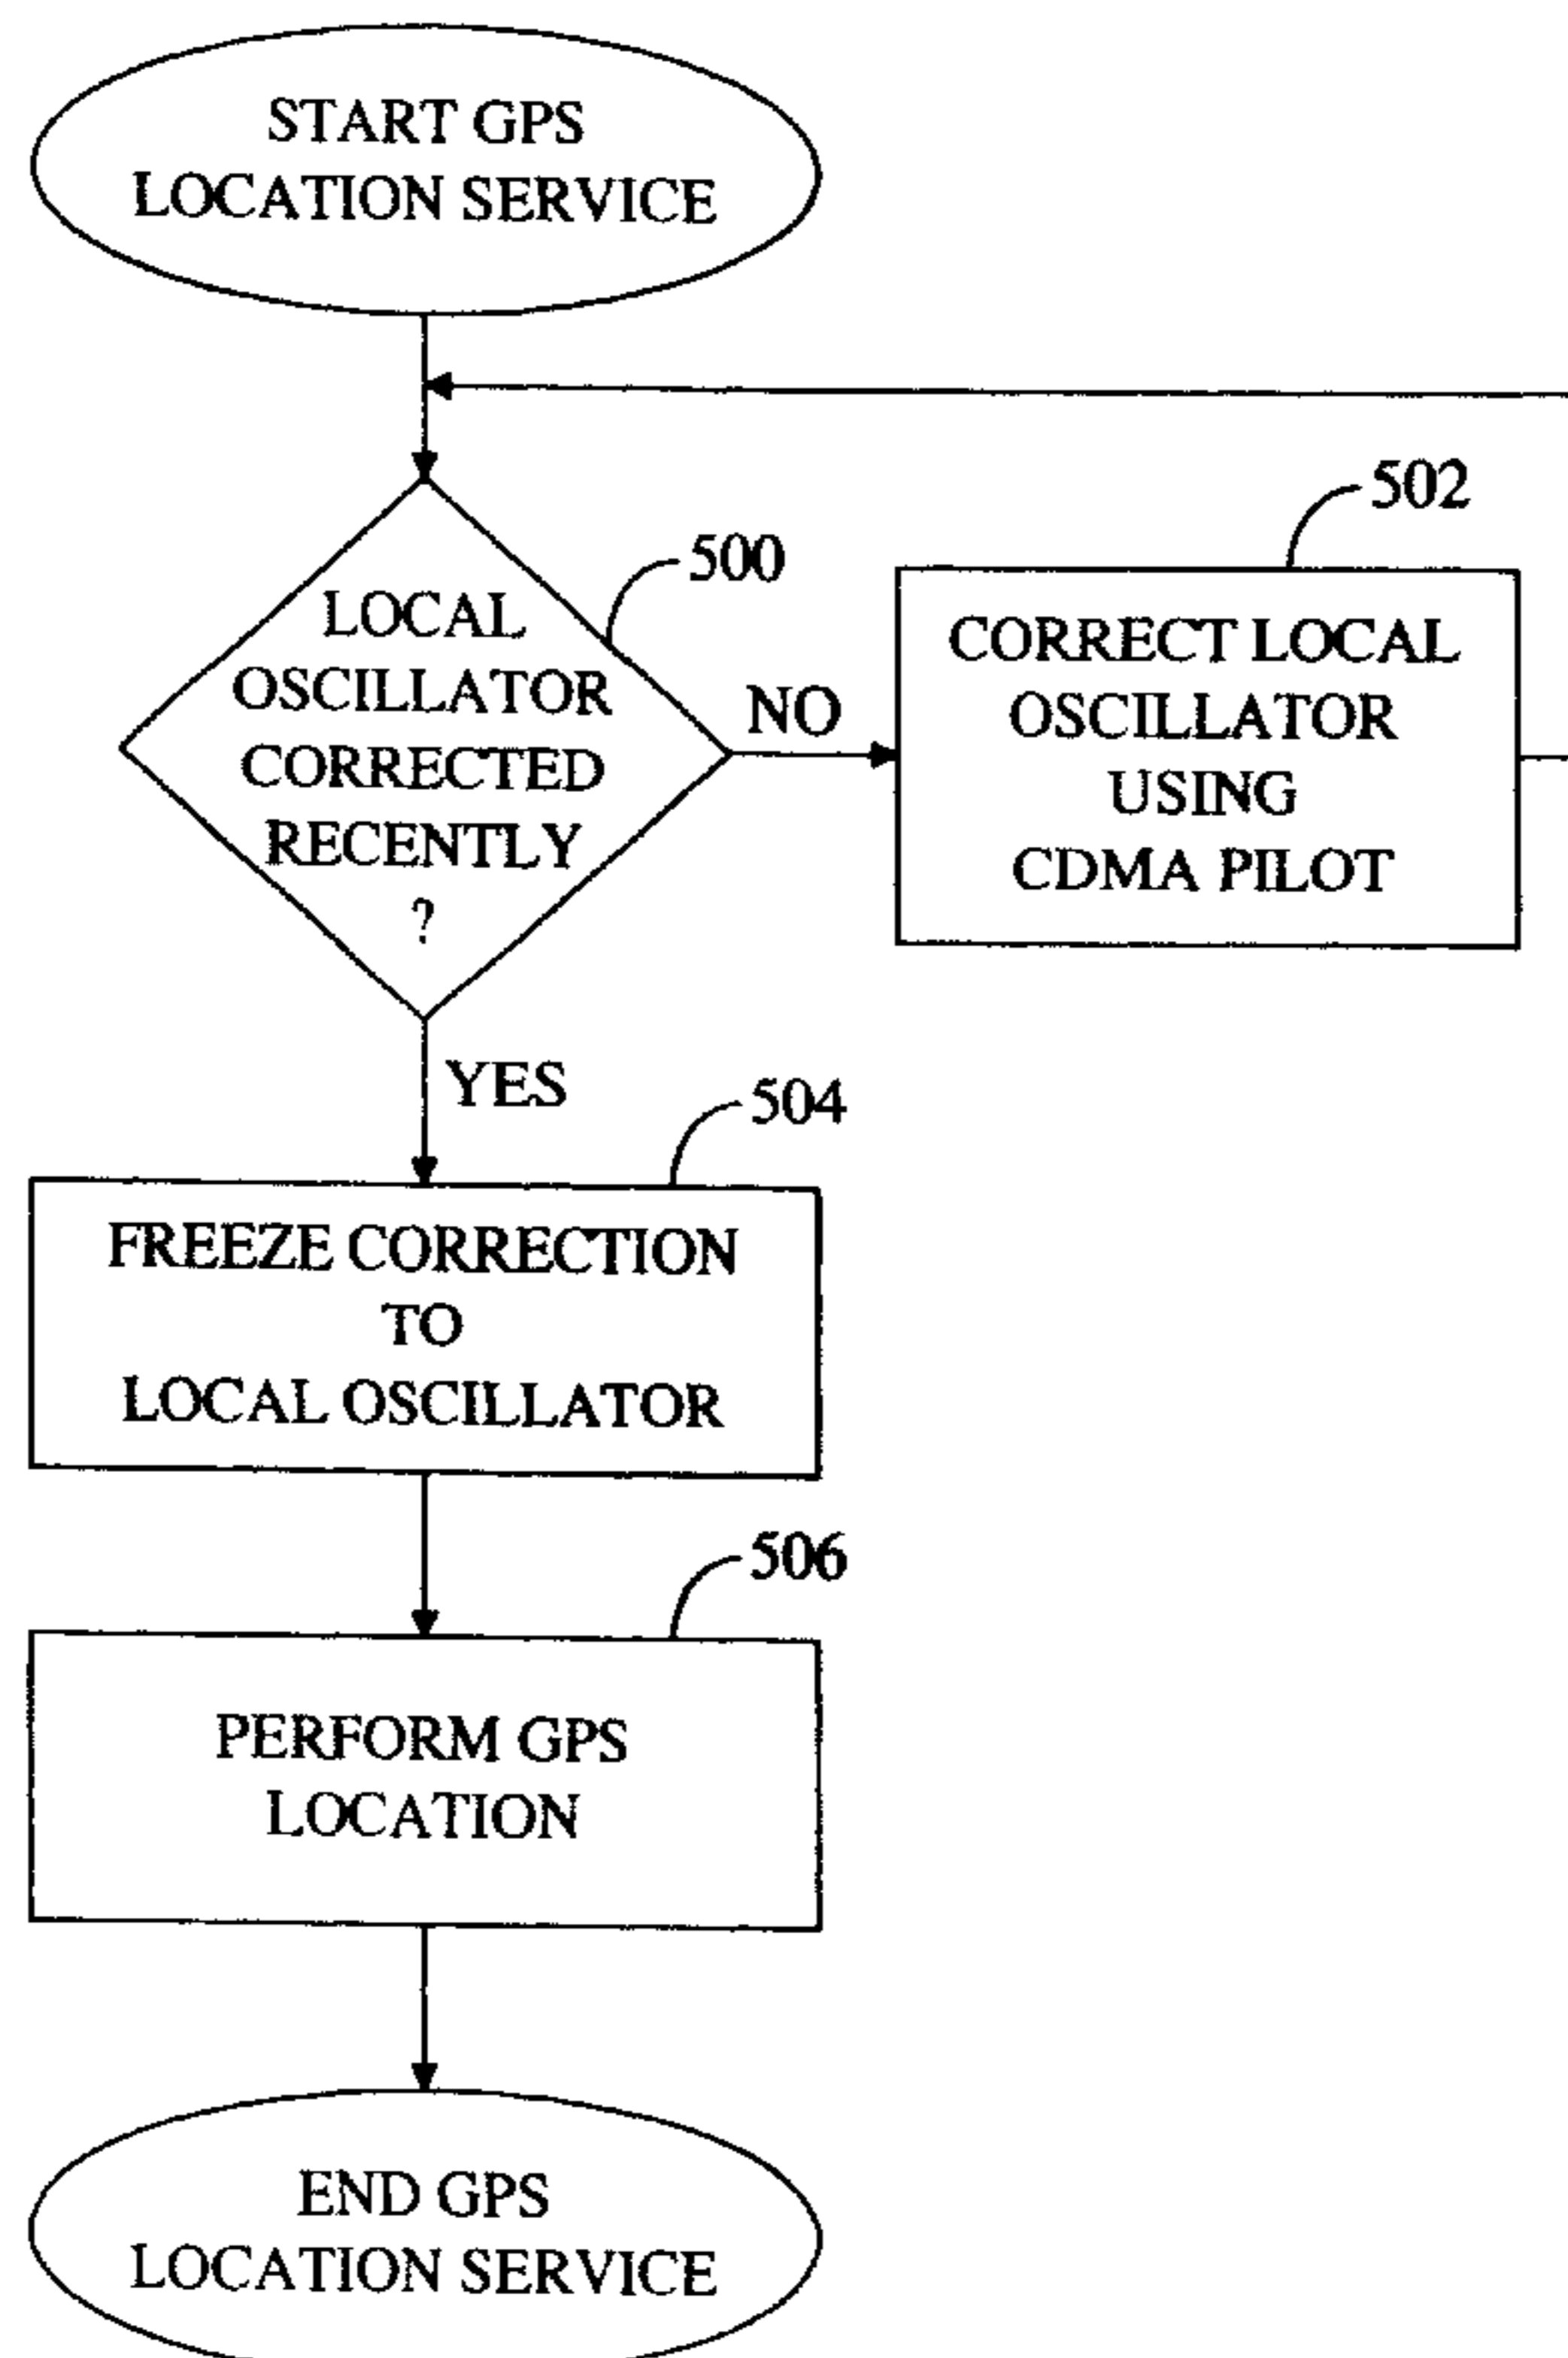 START GPS
LOCATION SERVICE
500
LOCAL
OSCILLATOR
CORRECTED
RECENTLY
?
NO
502
CORRECT LOCAL
OSCILLATOR
USING
CDMA PILOT
YES
504
FREEZE CORRECTION
TO
LOCAL OSCILLATOR
506
PERFORM GPS
LOCATION
END GPS
LOCATION SERVICE